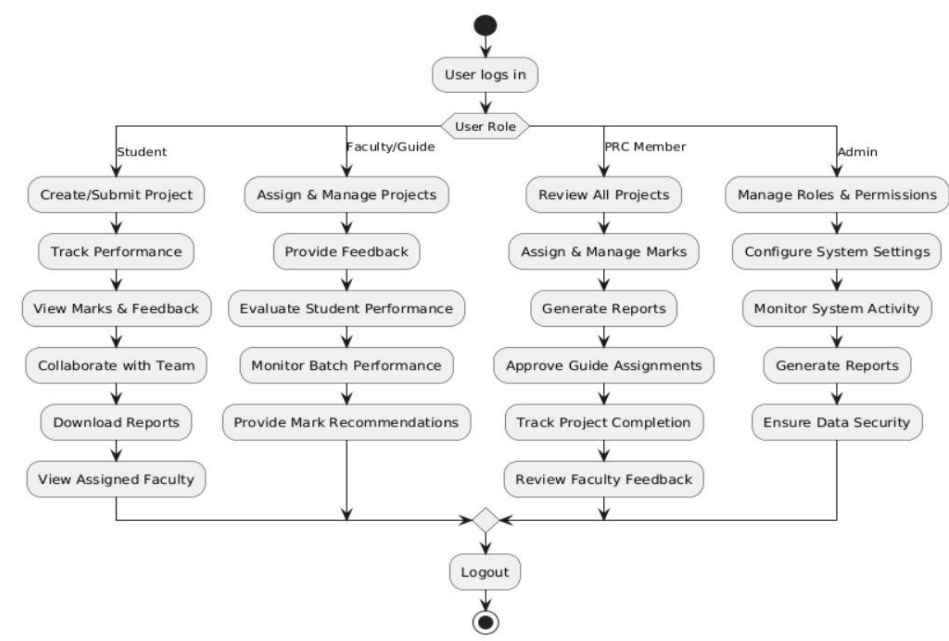 User logs in
User Role
Student
Faculty/Guide
PRC Member
Admin
Create/Submit Project
Assign & Manage Projects
Review All Projects
Manage Roles & Permissions
Track Performance
Provide Feedback
Assign & Manage Marks
Configure System Settings
View Marks & Feedback
Evaluate Student Performance
Generate Reports
Monitor System Activity
Collaborate with Team
Monitor Batch Performance
Approve Guide Assignments
Generate Reports
Download Reports
Provide Mark Recommendations
Track Project Completion
Ensure Data Security
View Assigned Faculty
Review Faculty Feedback
Logout